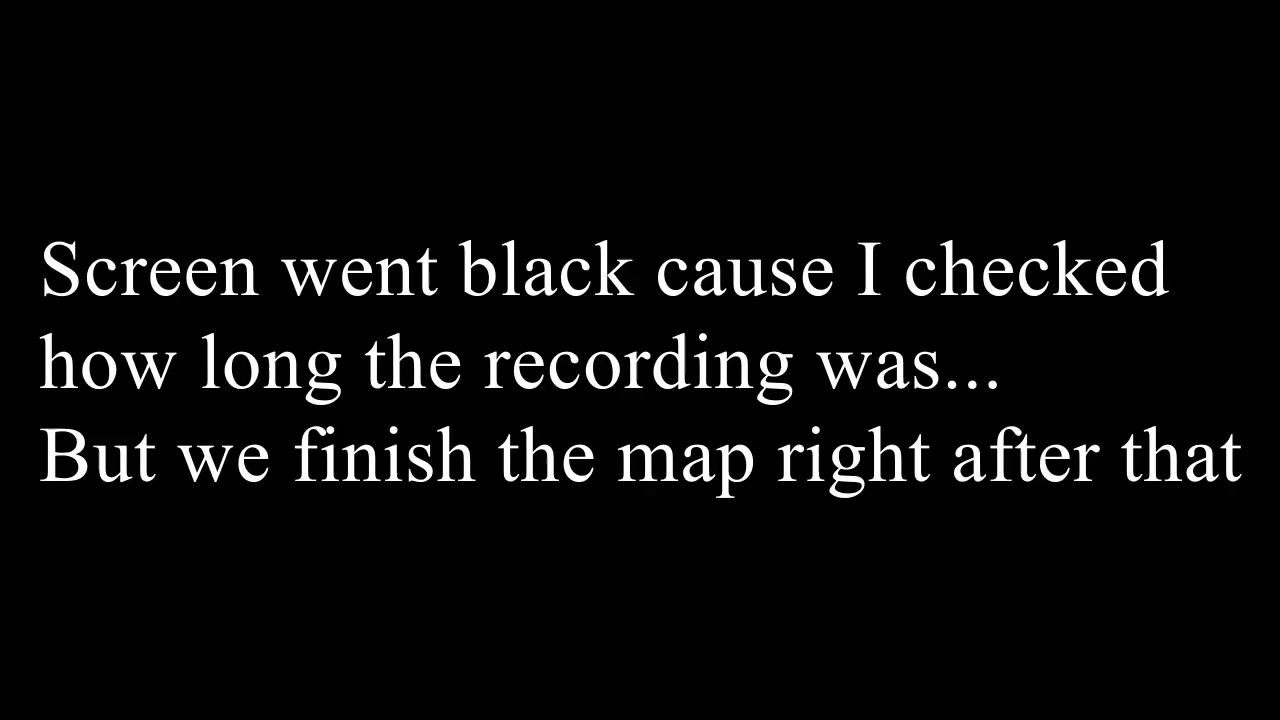 Screen went black cause I checked
how long the recording was...
But we finish the map right after that